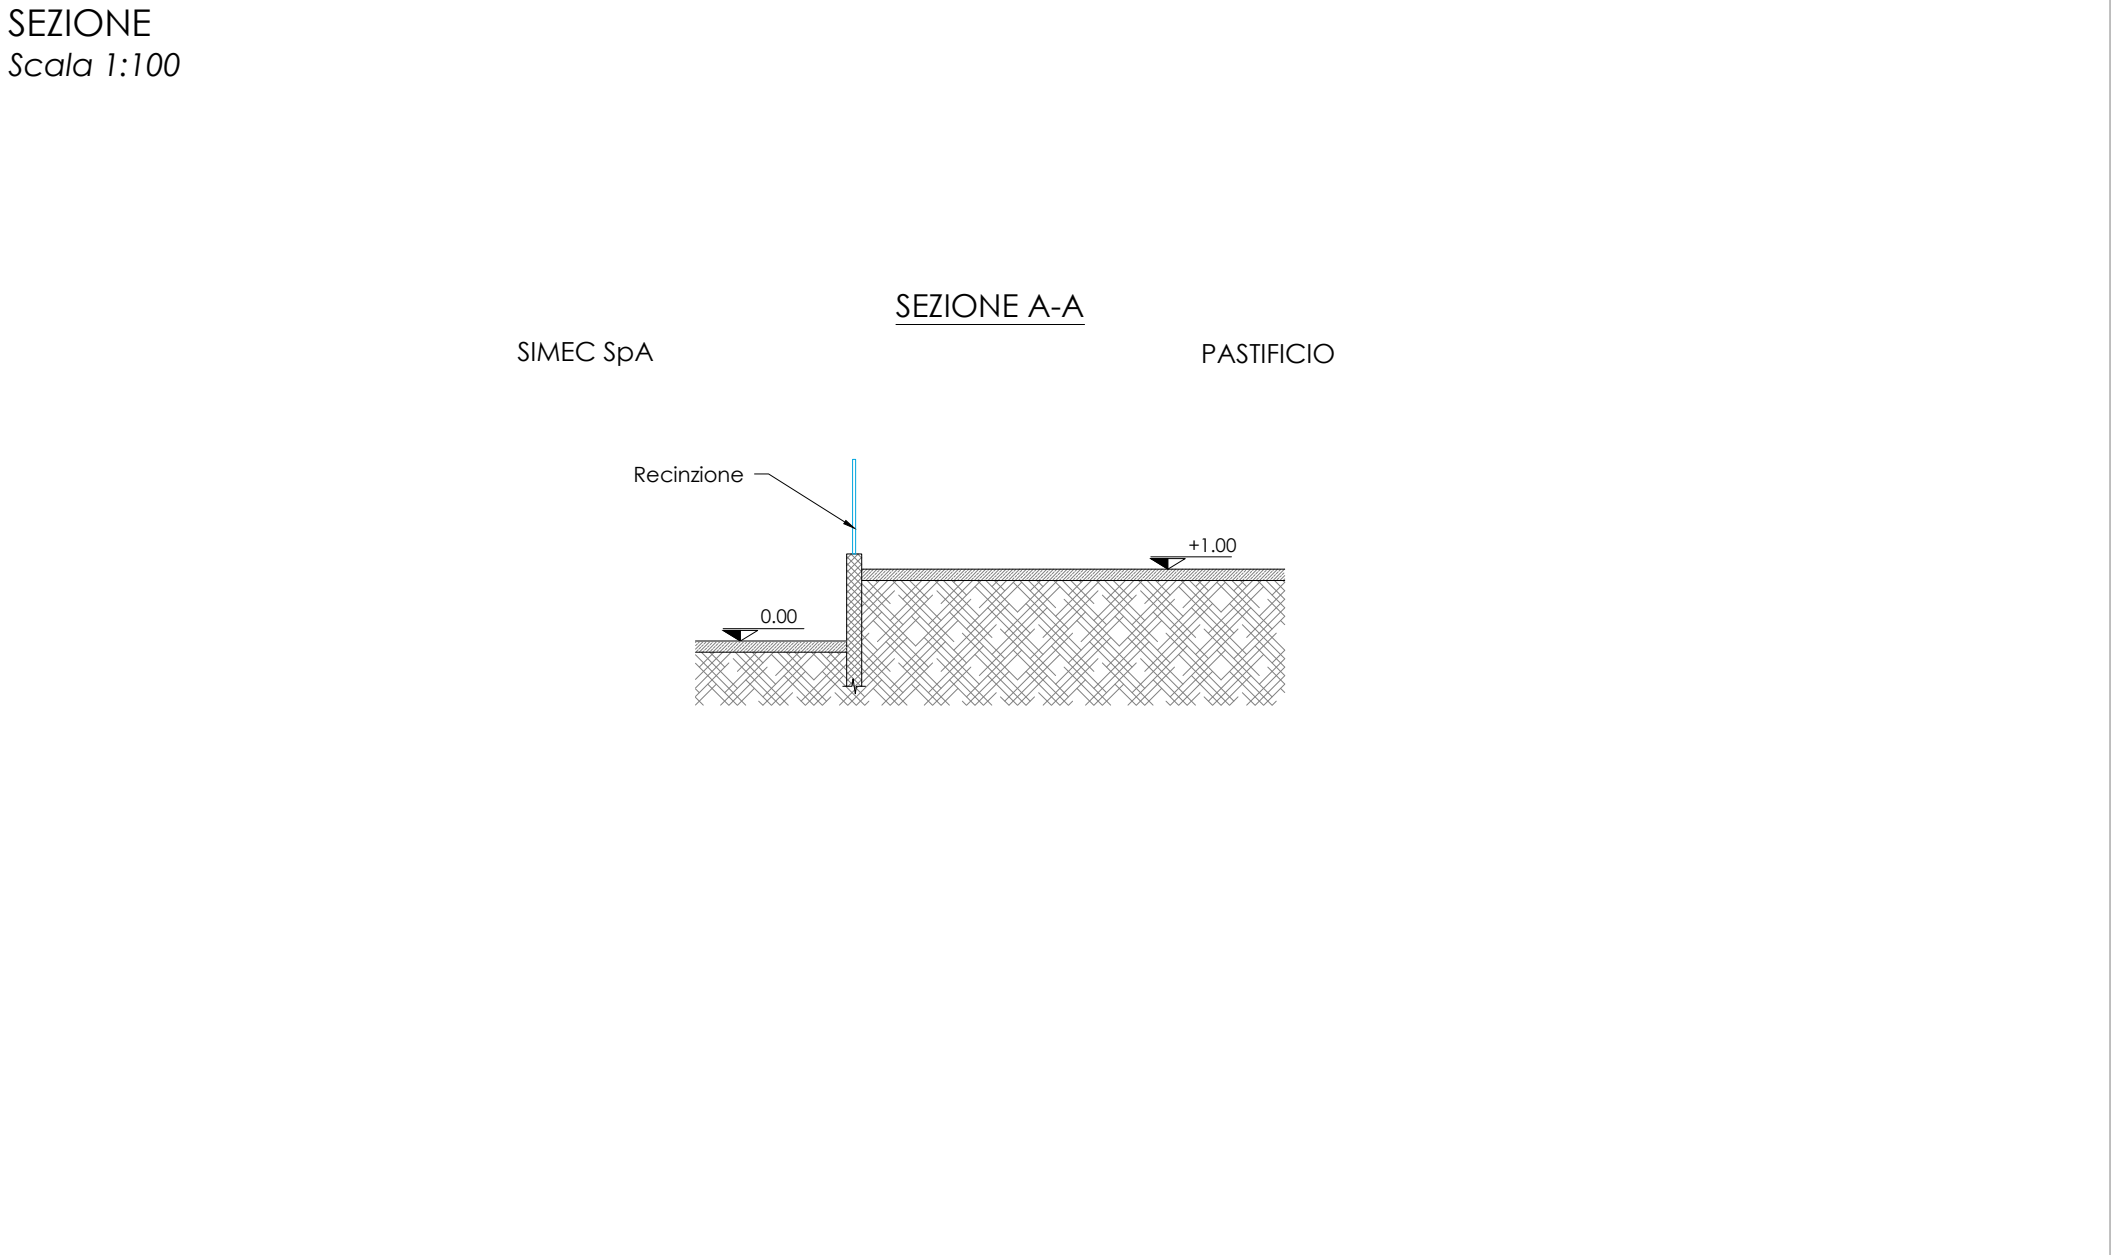 SEZIONE
Scala 1:100
SEZIONE A-A
SIMEC SpA
PASTIFICIO
Recinzione
+1.00
0.00